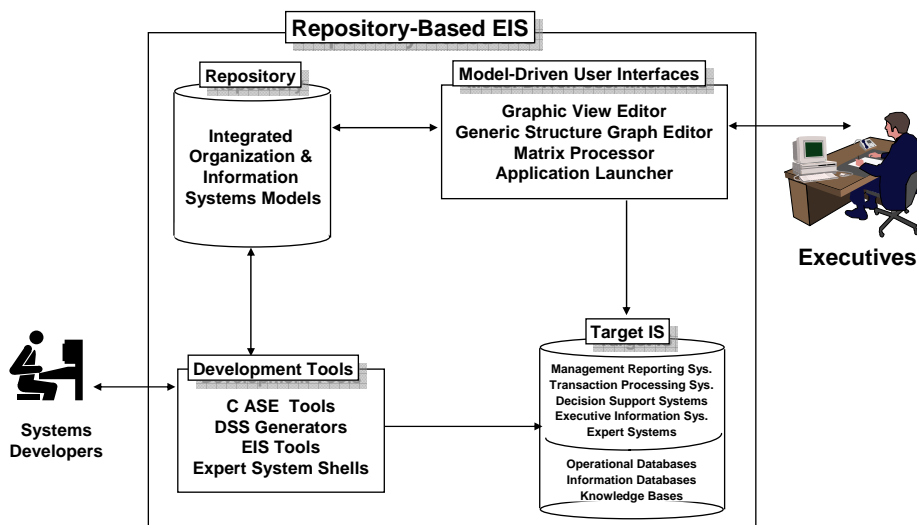 Repository-Based EIS
Repository
Integrated
Organization &
Information
Systems Models
Model-Driven User Interfaces
Graphic View Editor
Generic Structure Graph Editor
Matrix Processor
Application Launcher
Executives
Systems
Developers
Development Tools
C ASE Tools
DSS Generators
EIS Tools
Expert System Shells
Target IS
Management Reporting Sys.
Transaction Processing Sys.
Decision Support Systems
Executive Information Sys.
Expert Systems
Operational Databases
Information Databases
Knowledge Bases